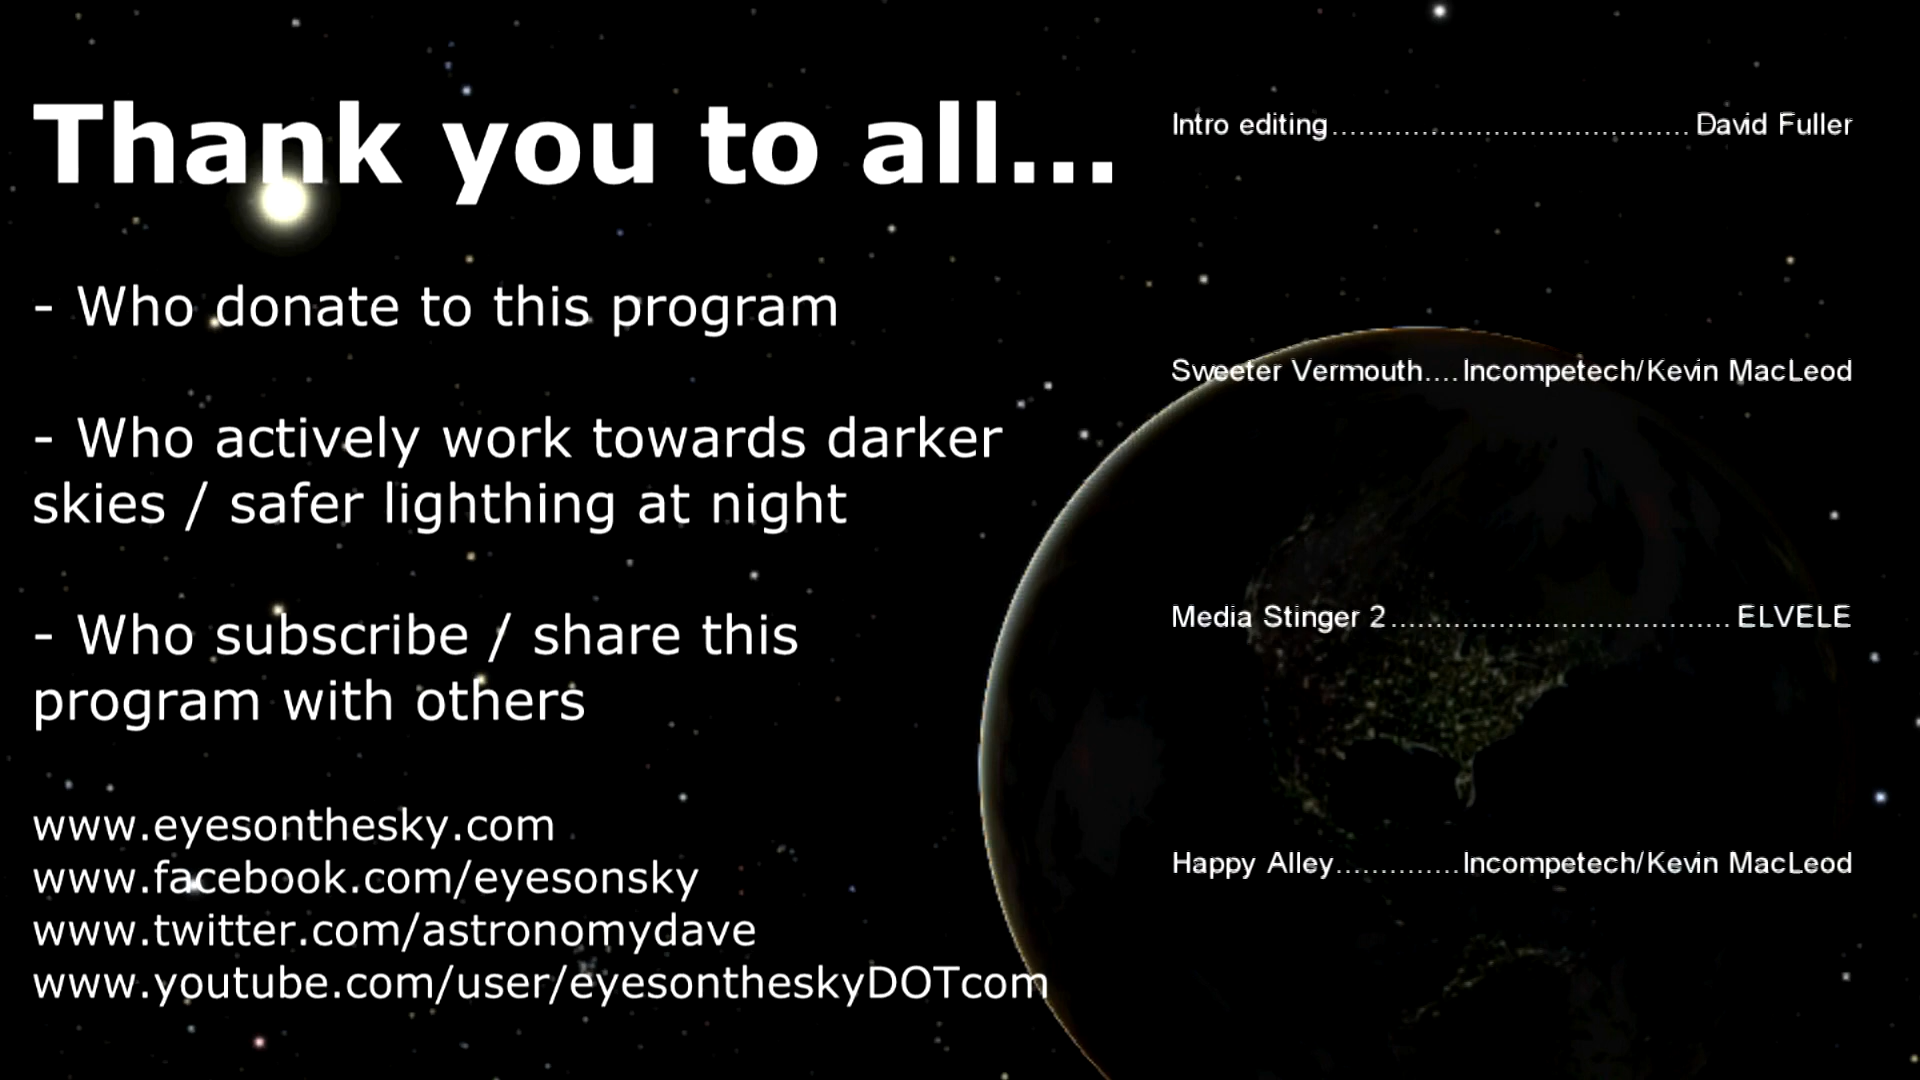 Thank you to all...
- Who donate to this program
- Who actively work towards darker
skies / safer lighthing at night
- Who subscribe / share this
program with others
www.eyesonthesky.com
www.facebook.com/eyesonsky
www.twitter.com/astronomydave
www.youtube.com/user/eyesontheskyDOTcom
Intro editing........................................David Fuller
Sweeter Vermouth....Incompetech/Kevin MacLeod
Media Stinger 2......................................ELVELE
Happy Alley..............Incompetech/Kevin MacLeod